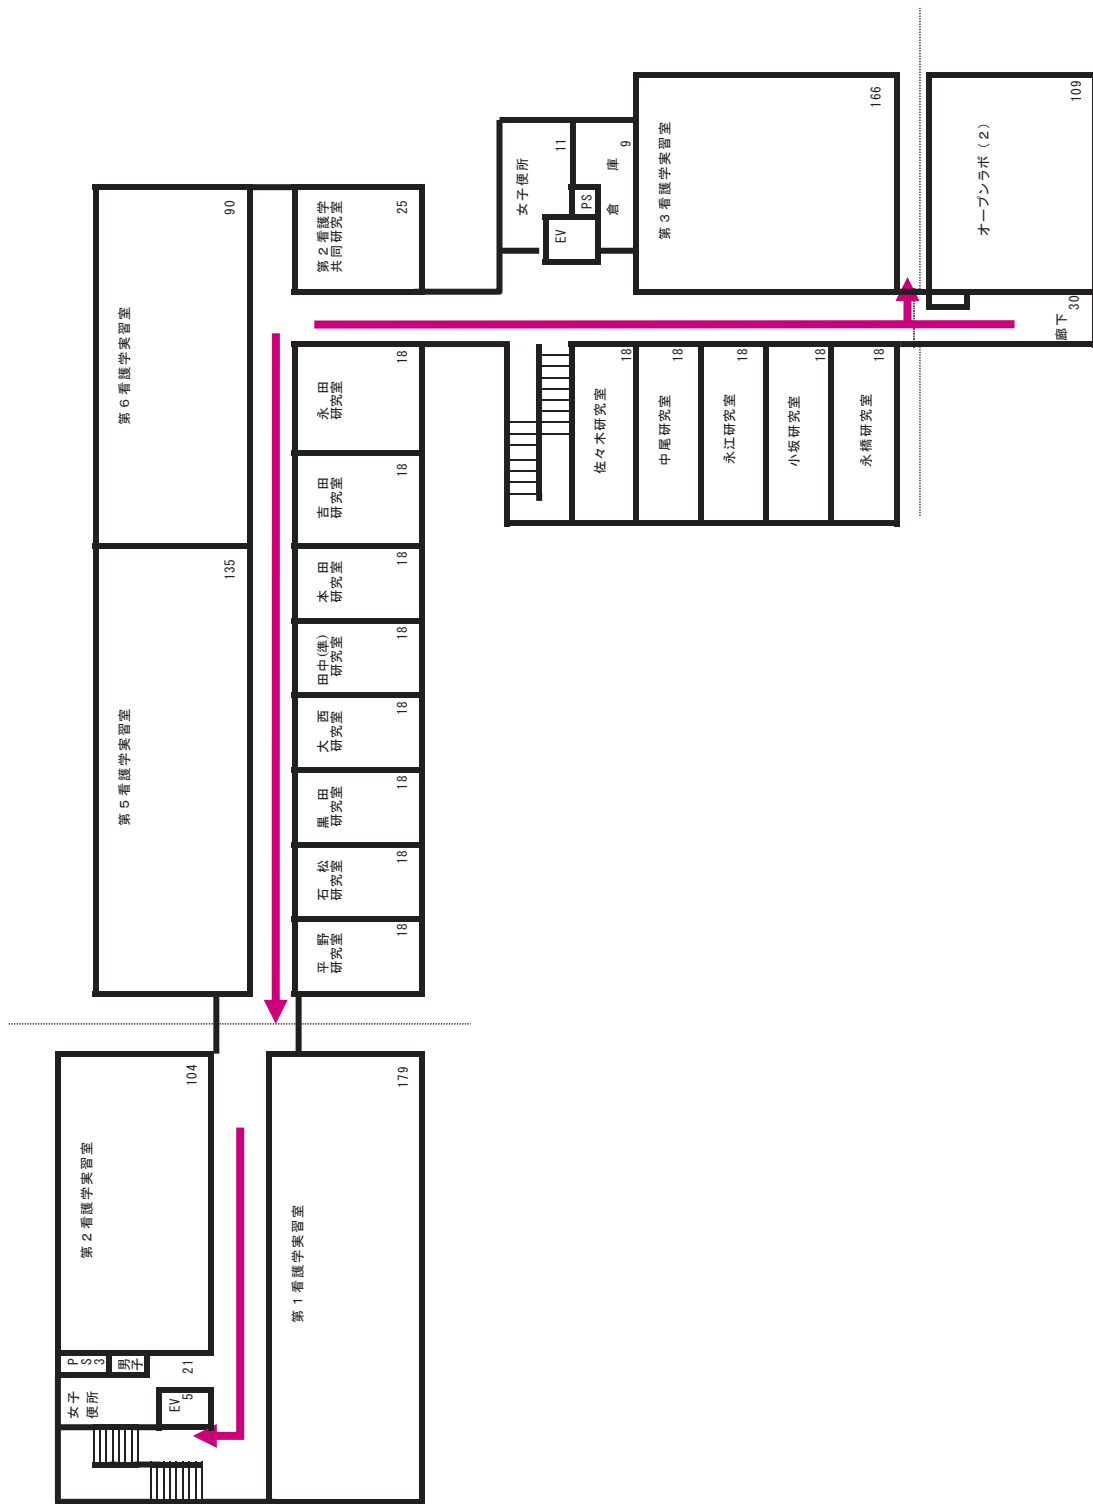 第６看護学実習室
90
第２看護学
共同研究室
25
女子便所
11
倉庫
9
PS
EV
第３看護学実習室
166
オープンラボ（２）
109
廊下
30
永田
研究室
18
吉田
研究室
18
本田
研究室
18
田中(準)
研究室
18
大西
研究室
18
黒田
研究室
18
石松
研究室
18
平野
研究室
18
佐々木研究室
18
中尾研究室
18
永江研究室
18
小坂研究室
18
永橋研究室
18
第５看護学実習室
135
第２看護学実習室
104
第１看護学実習室
179
PS
3
男子
21
女子
便所
EV
5